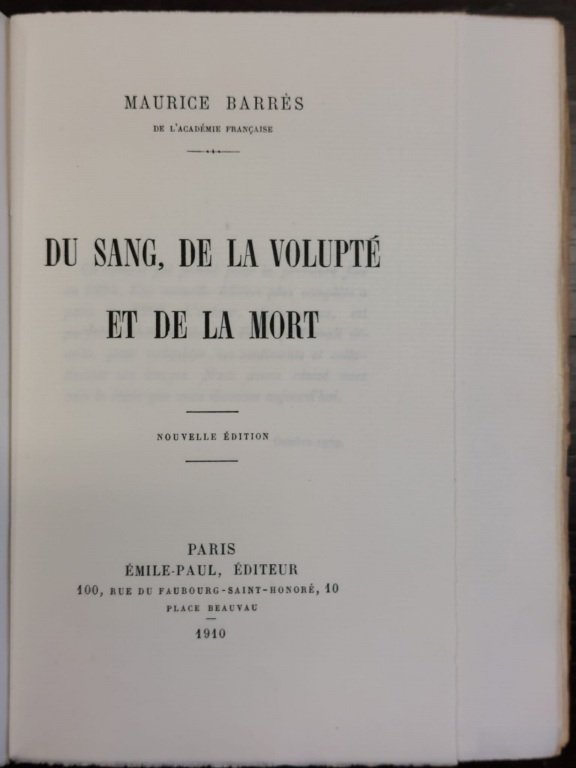 MAURICE BARRÈS
DE L'ACADÉMIE FRANÇAISE
DU SANG, DE LA VOLUPTÉ
ET DE LA MORT
NOUVELLE ÉDITION
PARIS
ÉMILE-PAUL, ÉDITEUR
100, RUE DU FAUBOURG-SAINT-HONORÉ, 10
PLACE BEAUVAU
1910